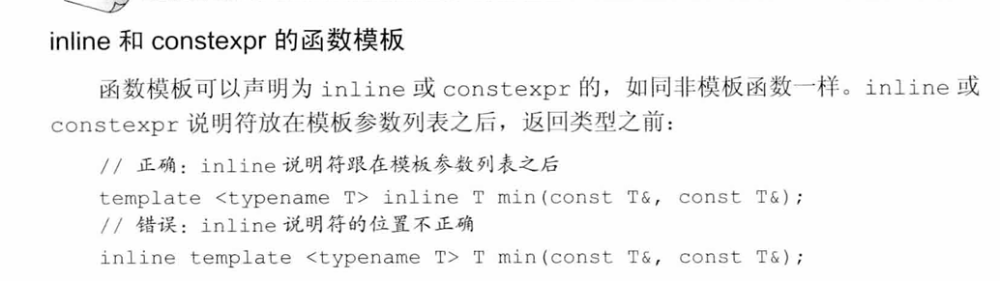 inline 和 constexpr 的函数模板
函数模板可以声明为 inline 或 constexpr 的，如同非模板函数一样。inline 或
constexpr 说明符放在模板参数列表之后，返回类型之前：
// 正确：inline 说明符跟在模板参数列表之后
template <typename T> inline T min(const T&, const T&);
// 错误：inline 说明符的位置不正确
inline template <typename T> T min(const T&, const T&);